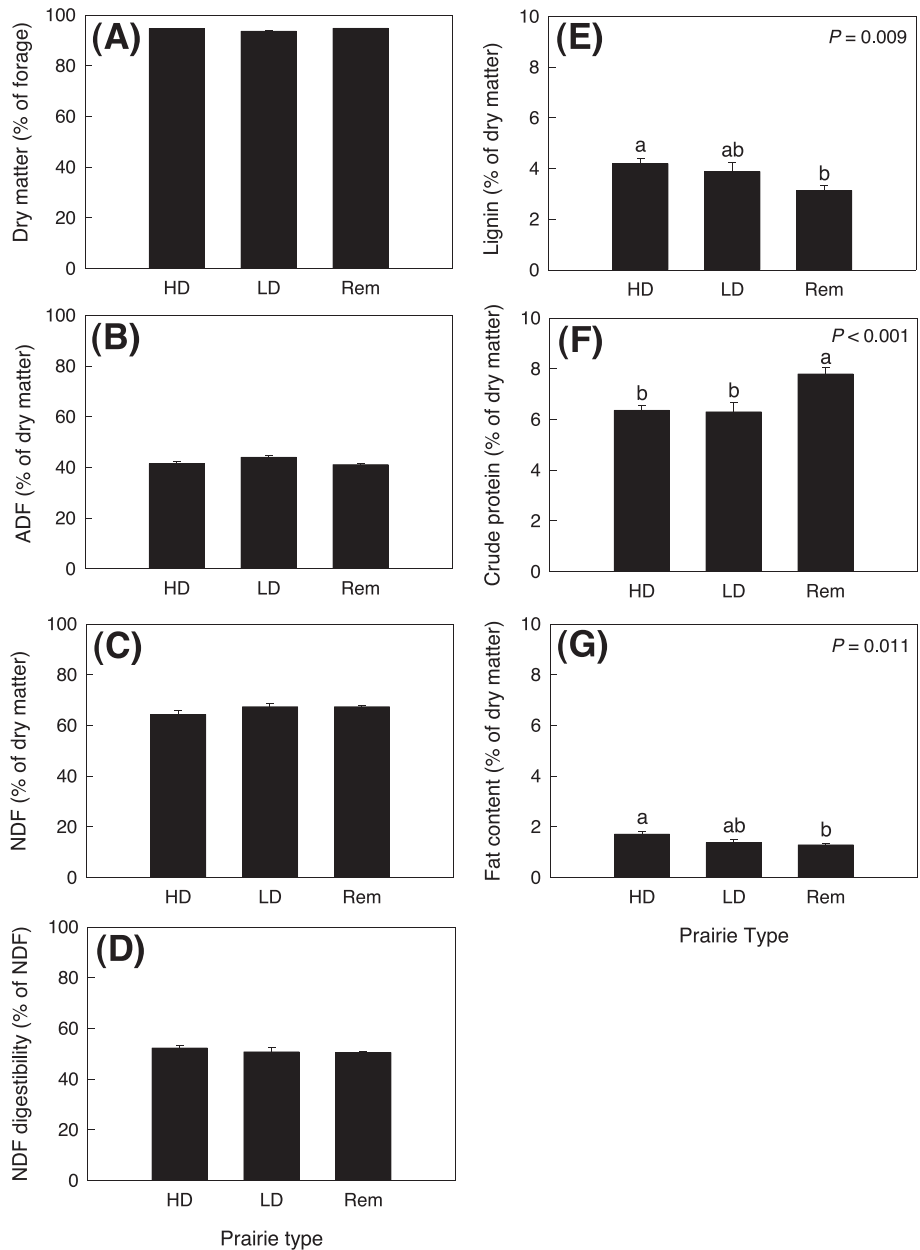 (A)
Dry matter (% of forage)
100
80
60
40
20
0
HD LD Rem
(B)
ADF (% of dry matter)
100
80
60
40
20
0
HD LD Rem
(C)
NDF (% of dry matter)
100
80
60
40
20
0
HD LD Rem
(D)
NDF digestibility (% of NDF)
100
80
60
40
20
0
HD LD Rem
Prairie type
(E)
P = 0.009
Lignin (% of dry matter)
10
8
6
4
2
0
a ab b
HD LD Rem
(F)
P < 0.001
Crude protein (% of dry matter)
10
8
6
4
2
0
b b a
HD LD Rem
(G)
P = 0.011
Fat content (% of dry matter)
10
8
6
4
2
0
a ab b
HD LD Rem
Prairie Type